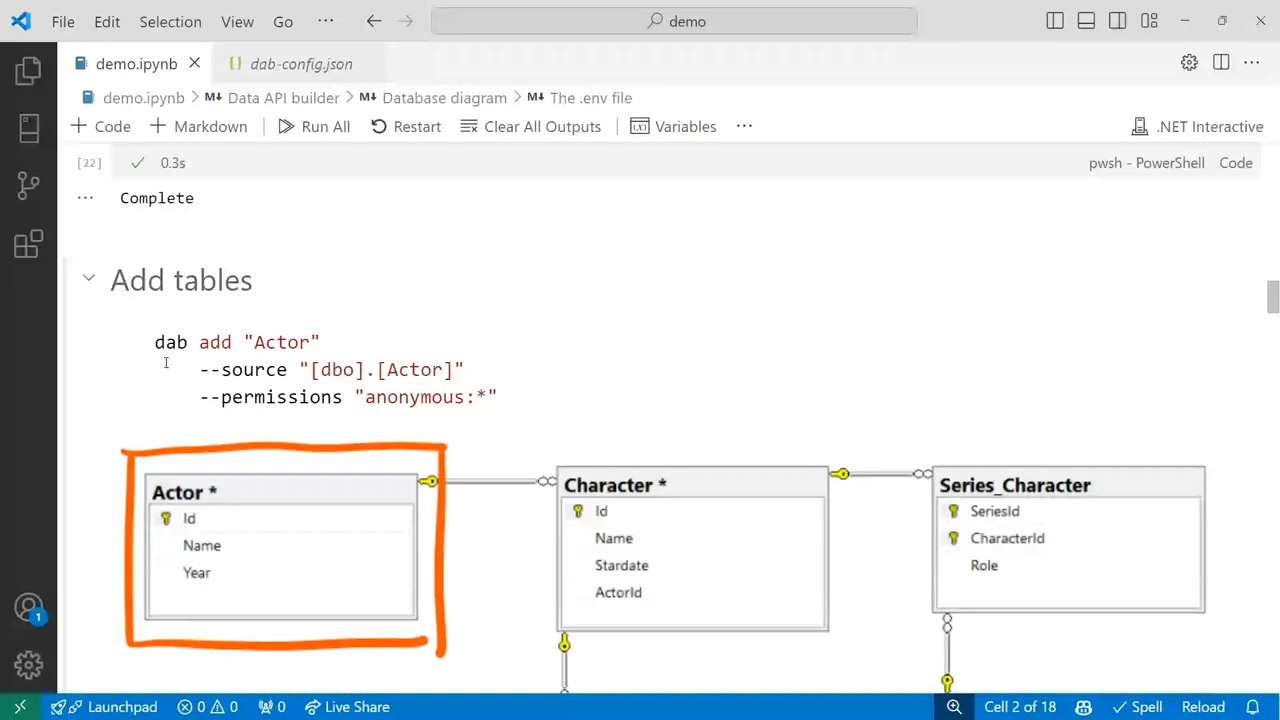 File Edit Selection View Go ··· demo
demo.ipynb dab-config.json
demo.ipynb > Data API builder > Database diagram > The .env file
Code Markdown Run All Restart Clear All Outputs Variables ··· .NET Interactive
[22] 0.3s pwsh - PowerShell Code
··· Complete
Add tables
dab add "Actor"
--source "[dbo].[Actor]"
--permissions "anonymous:*"
Actor *
Id
Name
Year
Character *
Id
Name
Stardate
ActorId
Series_Character
SeriesId
CharacterId
Role
1
Launchpad 0 0 0 Live Share Cell 2 of 18 Spell Reload